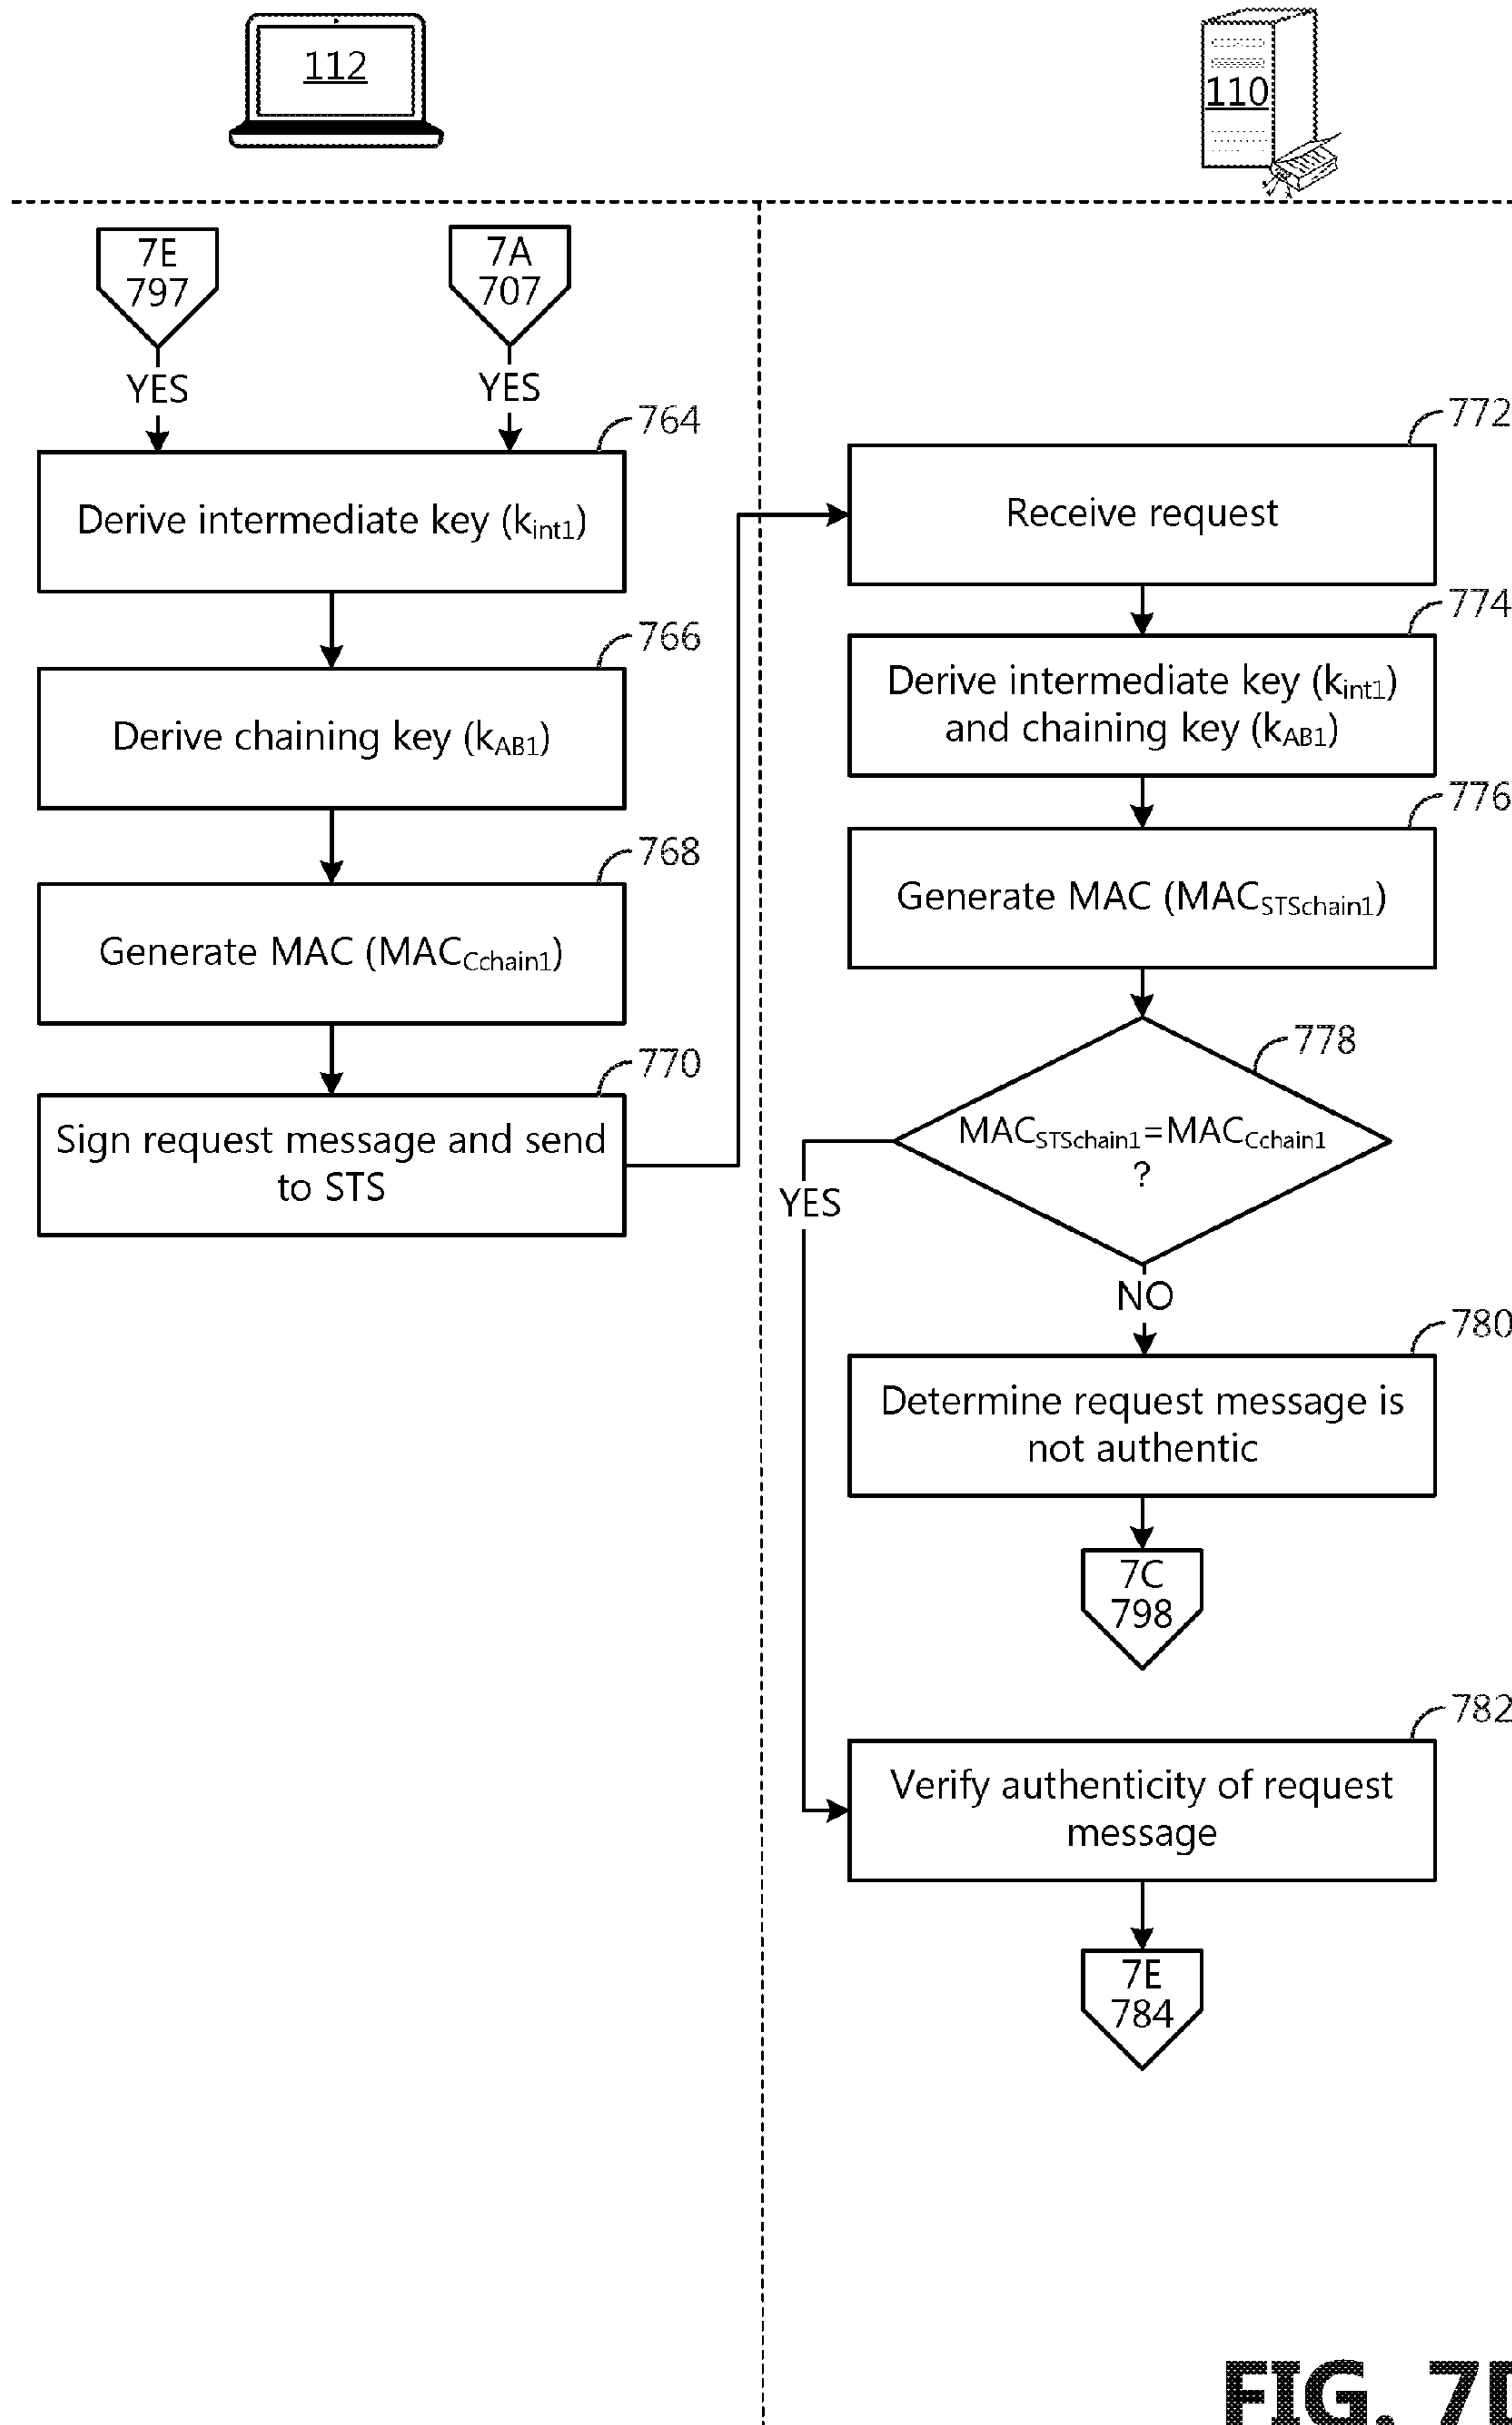 112
110
7E
797
7A
707
YES
YES
764
Derive intermediate key (kint1)
766
Derive chaining key (kAB1)
768
Generate MAC (MACCchain1)
770
Sign request message and send
to STS
772
Receive request
774
Derive intermediate key (kint1)
and chaining key (kAB1)
776
Generate MAC (MACSTSchain1)
778
MACSTSchain1=MACCchain1
?
YES
NO
780
Determine request message is
not authentic
7C
798
782
Verify authenticity of request
message
7E
784
FIG.